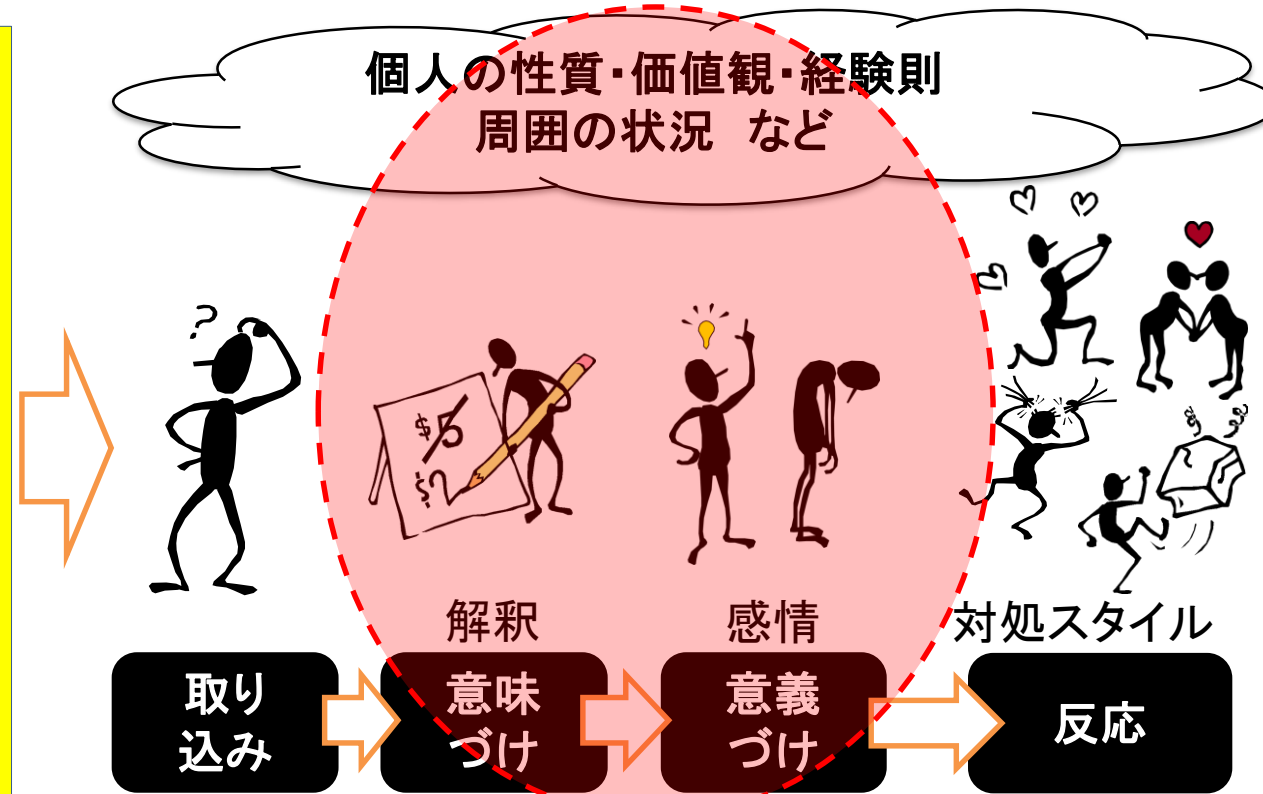 個人の性質・価値観・経験則
周囲の状況 など
?
$5
$2
解釈
感情
対処スタイル
取り
込み
意味
づけ
意義
づけ
反応